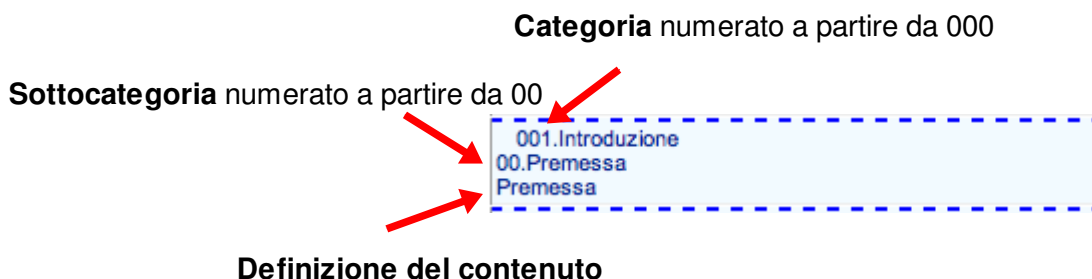 Categoria numerato a partire da 000
Sottocategoria numerato a partire da 00
001.Introduzione
00.Premessa
Premessa
Definizione del contenuto